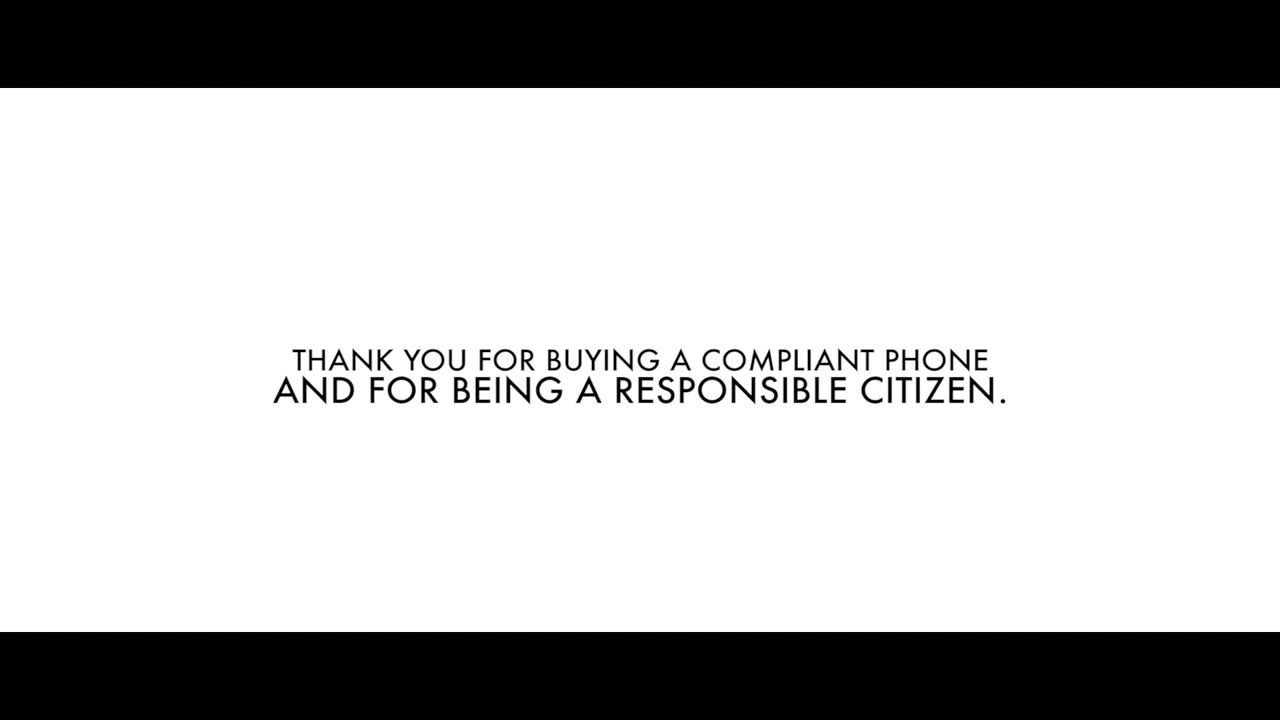 THANK YOU FOR BUYING A COMPLIANT PHONE
AND FOR BEING A RESPONSIBLE CITIZEN.